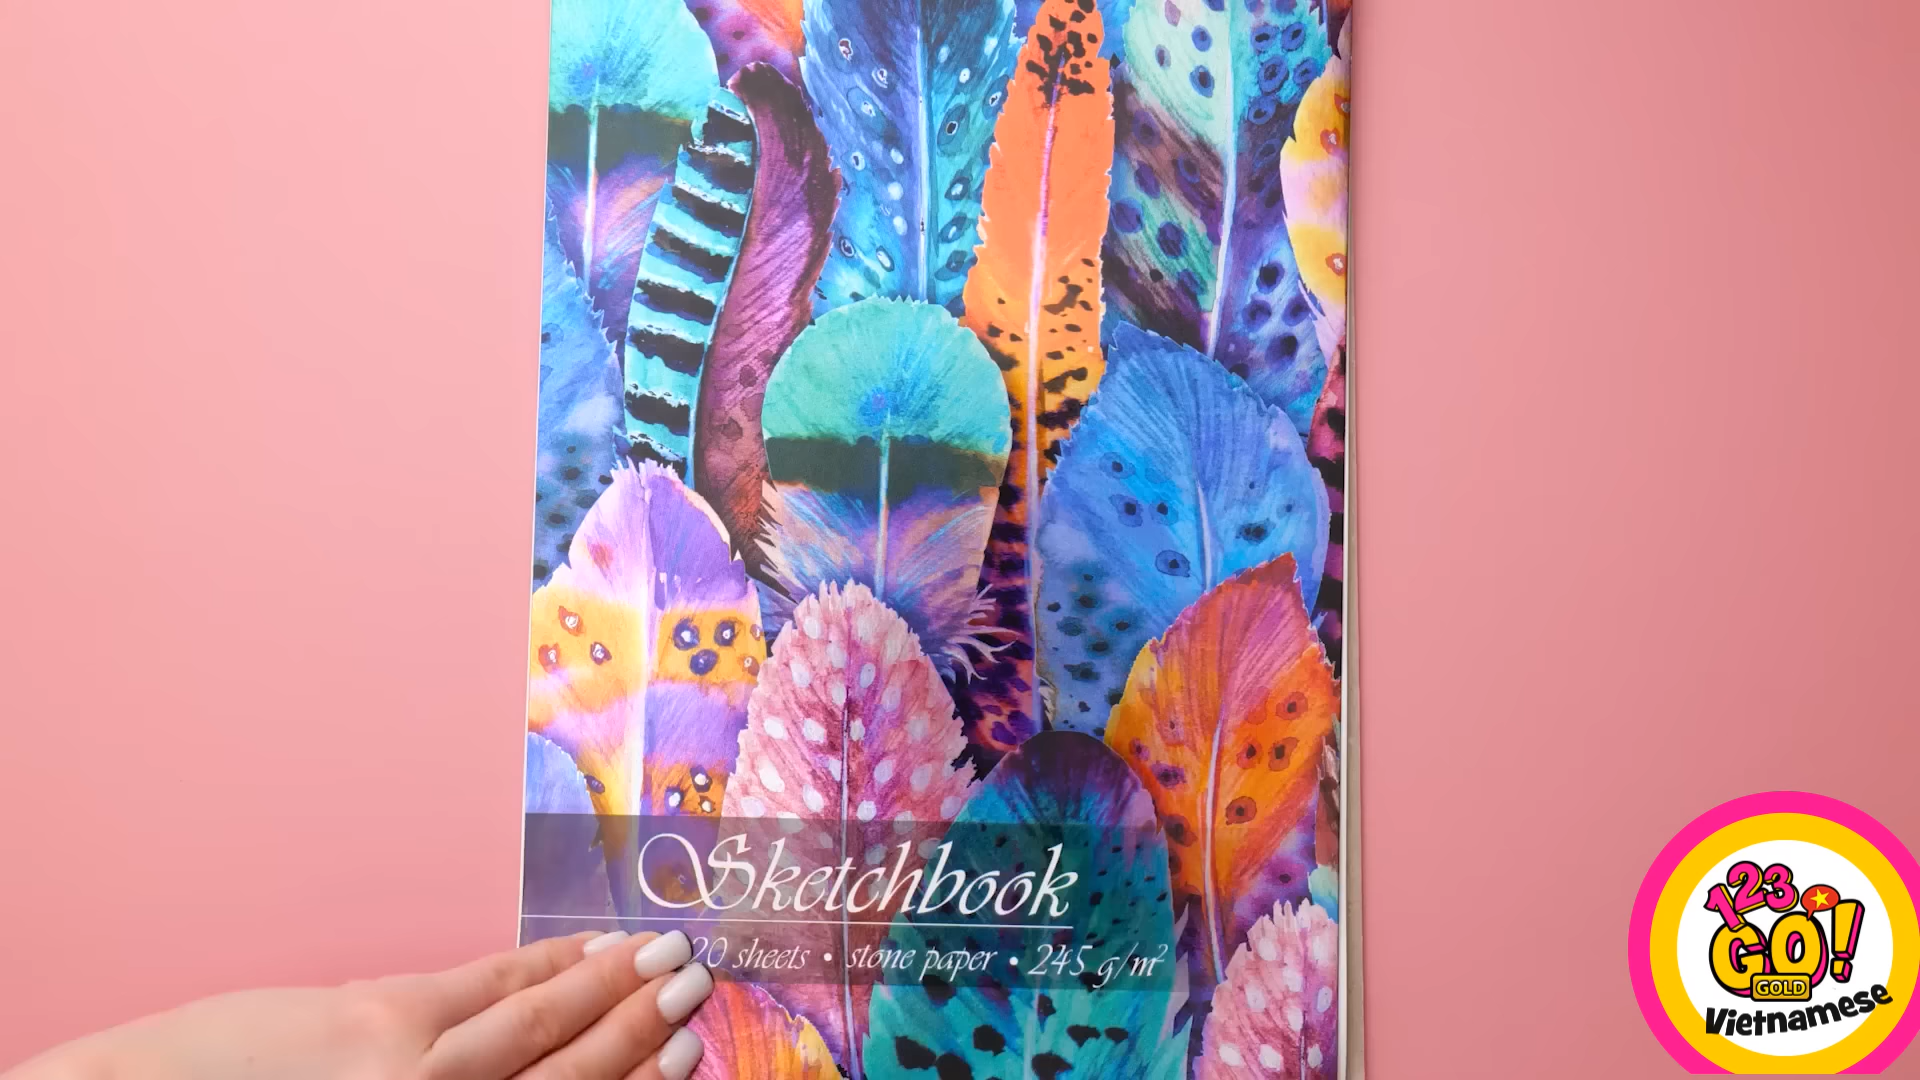 Sketchbook
20 sheets • stone paper • 245 g/m²
123
GO!
GOLD
Vietnamese